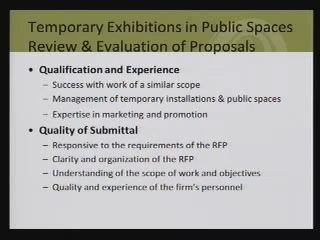 Temporary Exhibitions in Public Spaces
Review & Evaluation of Proposals
• Qualification and Experience
– Success with work of a similar scope
– Management of temporary installations & public spaces
– Expertise in marketing and promotion
• Quality of Submittal
– Responsive to the requirements of the RFP
– Clarity and organization of the RFP
– Understanding of the scope of work and objectives
– Quality and experience of the firm's personnel